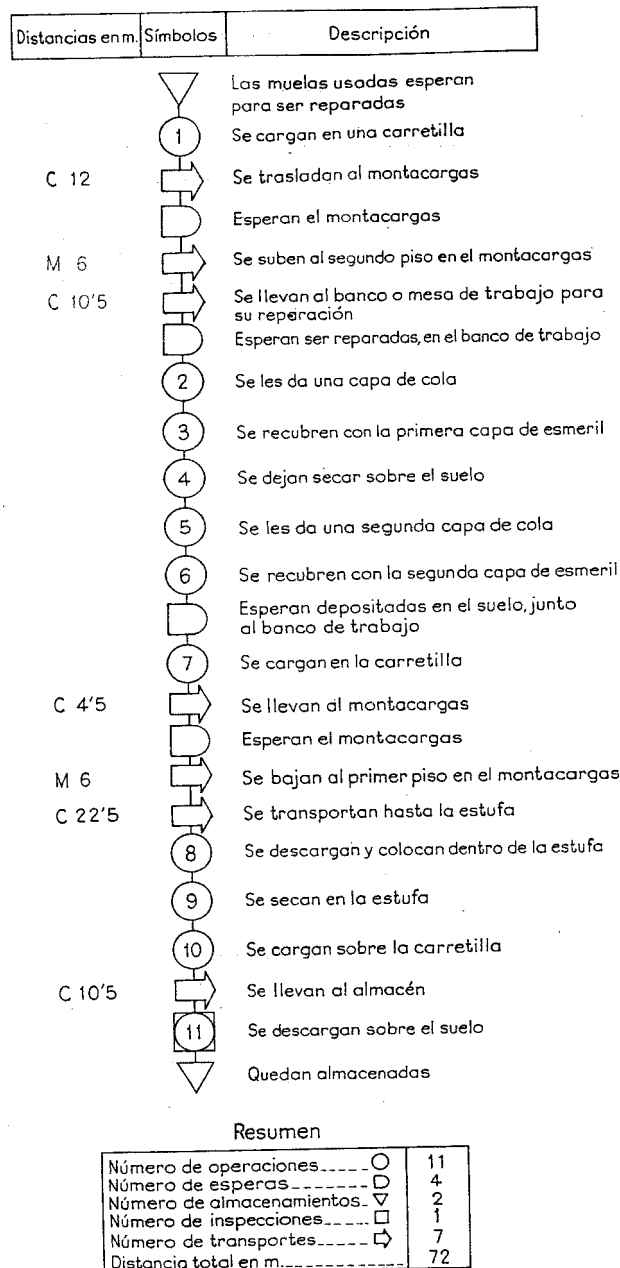 Distancias en m. Símbolos Descripción
Las muelas usadas esperan
para ser reparadas
1 Se cargan en una carretilla
C 12 Se trasladan al montacargas
Esperan el montacargas
M 6 Se suben al segundo piso en el montacargas
C 10'5 Se llevan al banco o mesa de trabajo para
su reperación
Esperan ser reparadas, en el banco de trabajo
2 Se les da una capa de cola
3 Se recubren con la primera capa de esmeril
4 Se dejan secar sobre el suelo
5 Se les da una segunda capa de cola
6 Se recubren con la segunda capa de esmeril
Esperan depositadas en el suelo, junto
al banco de trabajo
7 Se cargan en la carretilla
C 4'5 Se llevan al montacargas
Esperan el montacargas
M 6 Se bajan al primer piso en el montacargas
C 22'5 Se transportan hasta la estufa
8 Se descargan y colocan dentro de la estufa
9 Se secan en la estufa
10 Se cargan sobre la carretilla
C 10'5 Se llevan al almacén
11 Se descargan sobre el suelo
Quedan almacenadas
Resumen
Número de operaciones 11
Número de esperas 4
Número de almacenamientos 2
Número de inspecciones 1
Número de transportes 7
Distancia total en m. 72